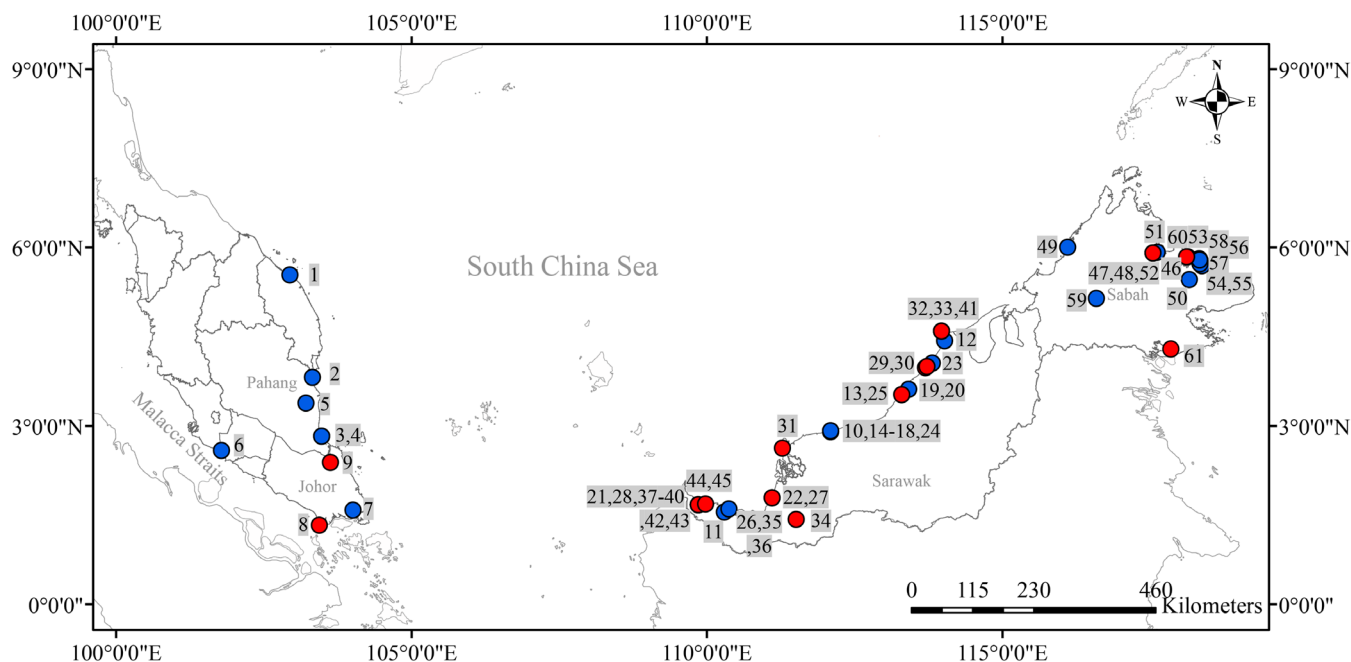 100°0'0"E 105°0'0"E 110°0'0"E 115°0'0"E
9°0'0"N 9°0'0"N
N
W E
S
6°0'0"N 6°0'0"N
3°0'0"N 3°0'0"N
0°0'0" 0°0'0"
South China Sea
Malacca Straits
Pahang
Johor
Sarawak
Sabah
1
2
5
3,4
6
9
7
8
49
51
60 53 58 56
47,48,52 46 57
50 54,55
59
61
32,33,41
12
29,30 23
13,25 19,20
31
10,14-18,24
44,45
21,28,37-40
,42,43
11
22,27
26,35
,36
34
0 115 230 460
Kilometers
100°0'0"E 105°0'0"E 110°0'0"E 115°0'0"E